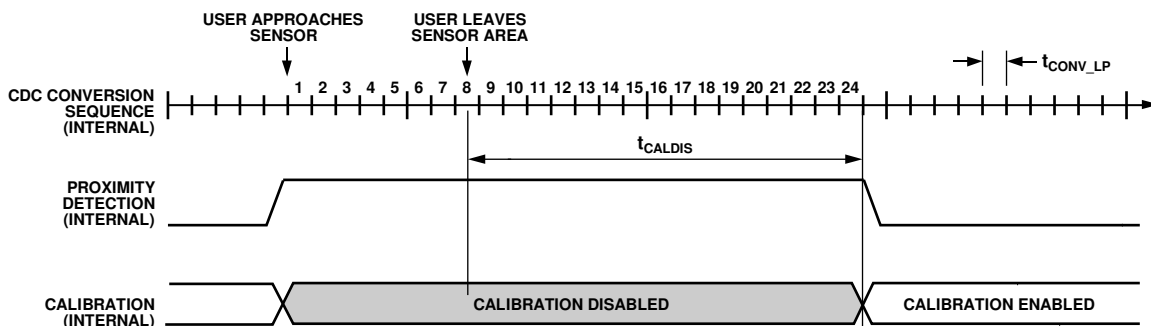 USER APPROACHES
SENSOR
USER LEAVES
SENSOR AREA
tCONV_LP
CDC CONVERSION
SEQUENCE
(INTERNAL)
1 2 3 4 5 6 7 8 9 10 11 12 13 14 15 16 17 18 19 20 21 22 23 24
tCALDIS
PROXIMITY
DETECTION
(INTERNAL)
CALIBRATION
(INTERNAL)
CALIBRATION DISABLED
CALIBRATION ENABLED